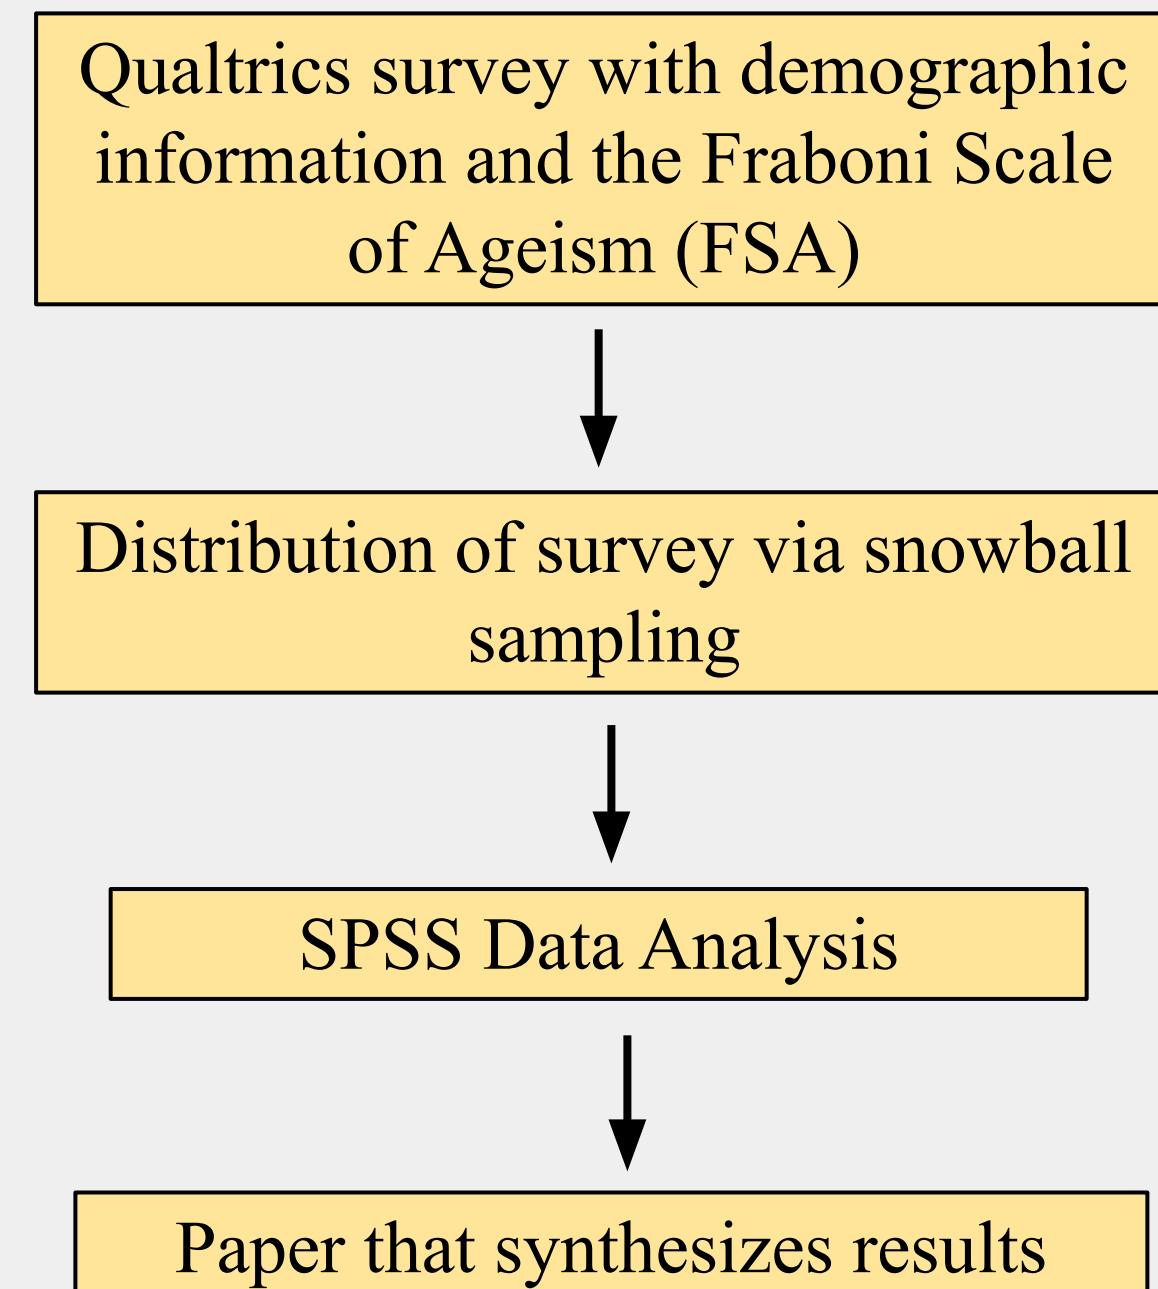 Qualtrics survey with demographic
information and the Fraboni Scale
of Ageism (FSA)
Distribution of survey via snowball
sampling
SPSS Data Analysis
Paper that synthesizes results